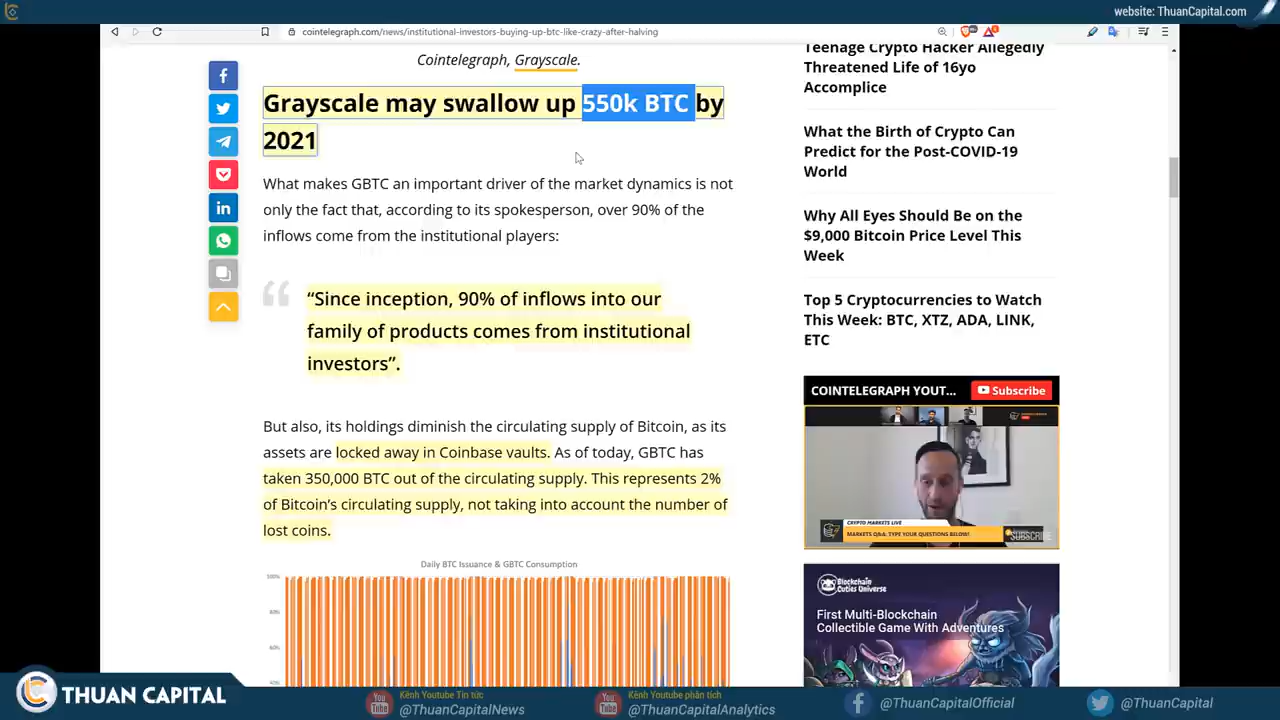 website: ThuanCapital.com
cointelegraph.com/news/institutional-investors-buying-up-btc-like-crazy-after-halving
Cointelegraph, Grayscale.
Grayscale may swallow up 550k BTC by
2021
What makes GBTC an important driver of the market dynamics is not
only the fact that, according to its spokesperson, over 90% of the
inflows come from the institutional players:
“Since inception, 90% of inflows into our
family of products comes from institutional
investors”.
But also, its holdings diminish the circulating supply of Bitcoin, as its
assets are locked away in Coinbase vaults. As of today, GBTC has
taken 350,000 BTC out of the circulating supply. This represents 2%
of Bitcoin’s circulating supply, not taking into account the number of
lost coins.
Daily BTC Issuance & GBTC Consumption
100%
80%
60%
40%
Teenage Crypto Hacker Allegedly
Threatened Life of 16yo
Accomplice
What the Birth of Crypto Can
Predict for the Post-COVID-19
World
Why All Eyes Should Be on the
$9,000 Bitcoin Price Level This
Week
Top 5 Cryptocurrencies to Watch
This Week: BTC, XTZ, ADA, LINK,
ETC
COINTELEGRAPH YOUT...
Subscribe
CRYPTO MARKETS LIVE
MARKETS Q&A: TYPE YOUR QUESTIONS BELOW!
SUBSCRIBE
Blockchain
Cuties Universe
First Multi-Blockchain
Collectible Game With Adventures
THUAN CAPITAL
Kênh Youtube Tin tức
@ThuanCapitalNews
Kênh Youtube phân tích
@ThuanCapitalAnalytics
@ThuanCapitalOfficial
@ThuanCapital